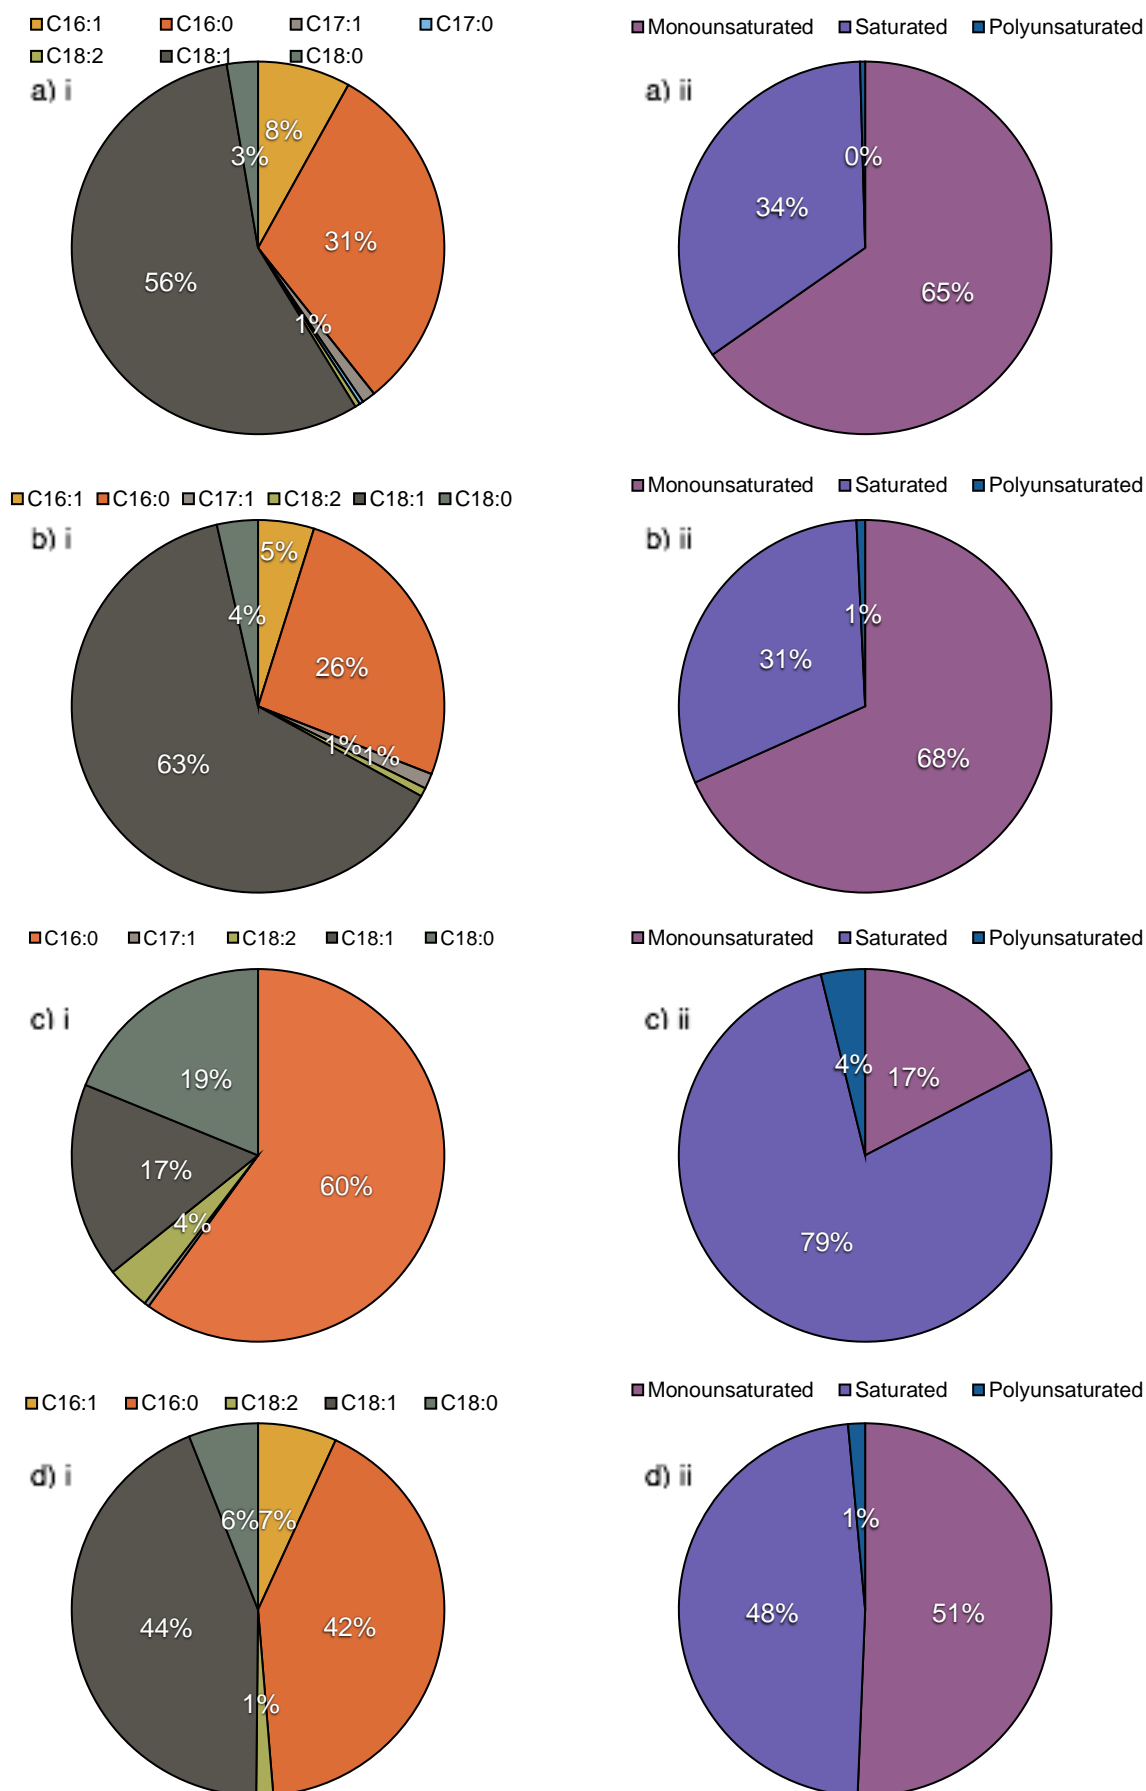 C16:1 C16:0 C17:1 C17:0
C18:2 C18:1 C18:0
a) i
8%
3%
31%
56%
1%
Monounsaturated Saturated Polyunsaturated
a) ii
0%
34%
65%
C16:1 C16:0 C17:1 C18:2 C18:1 C18:0
b) i
5%
4%
26%
1% 1%
63%
Monounsaturated Saturated Polyunsaturated
b) ii
1%
31%
68%
C16:0 C17:1 C18:2 C18:1 C18:0
c) i
19%
17%
60%
4%
Monounsaturated Saturated Polyunsaturated
c) ii
4% 17%
79%
C16:1 C16:0 C18:2 C18:1 C18:0
d) i
6% 7%
44% 42%
1%
Monounsaturated Saturated Polyunsaturated
d) ii
1%
48% 51%